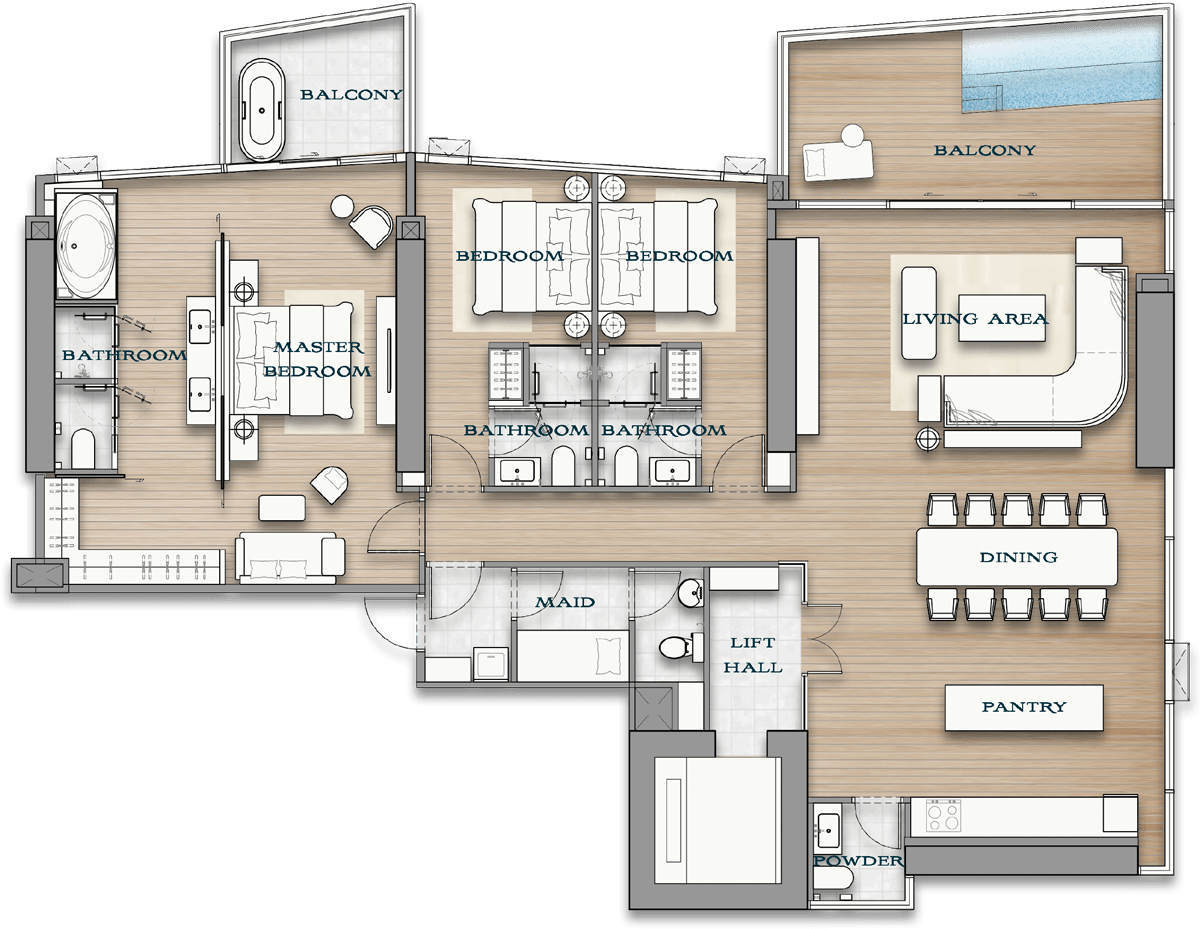 BALCONY
BALCONY
BEDROOM
BEDROOM
LIVING AREA
BATHROOM
MASTER
BEDROOM
BATHROOM
BATHROOM
DINING
MAID
LIFT
HALL
PANTRY
POWDER